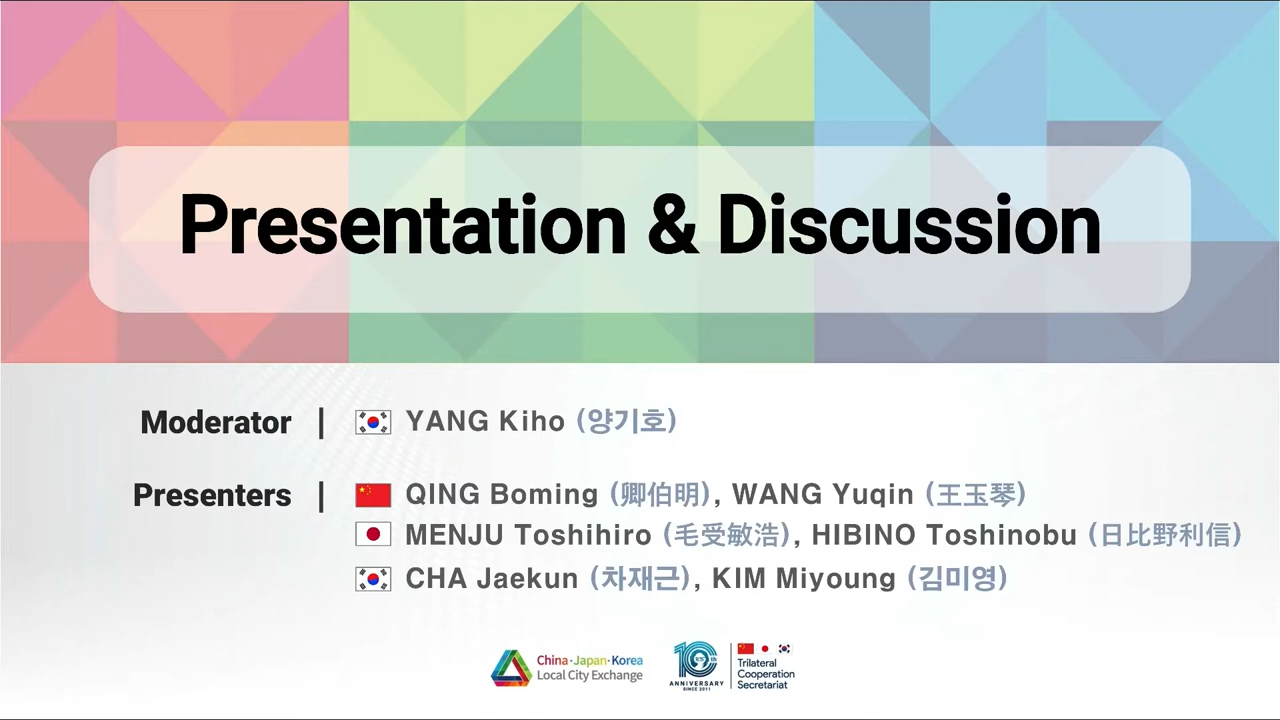 Presentation & Discussion
Moderator | YANG Kiho (양기호)
Presenters | QING Boming (卿伯明), WANG Yuqin (王玉琴)
MENJU Toshihiro (毛受敏浩), HIBINO Toshinobu (日比野利信)
CHA Jaekun (차재근), KIM Miyoung (김미영)
China·Japan·Korea
Local City Exchange
10th
ANNIVERSARY
SINCE 2011
Trilateral
Cooperation
Secretariat